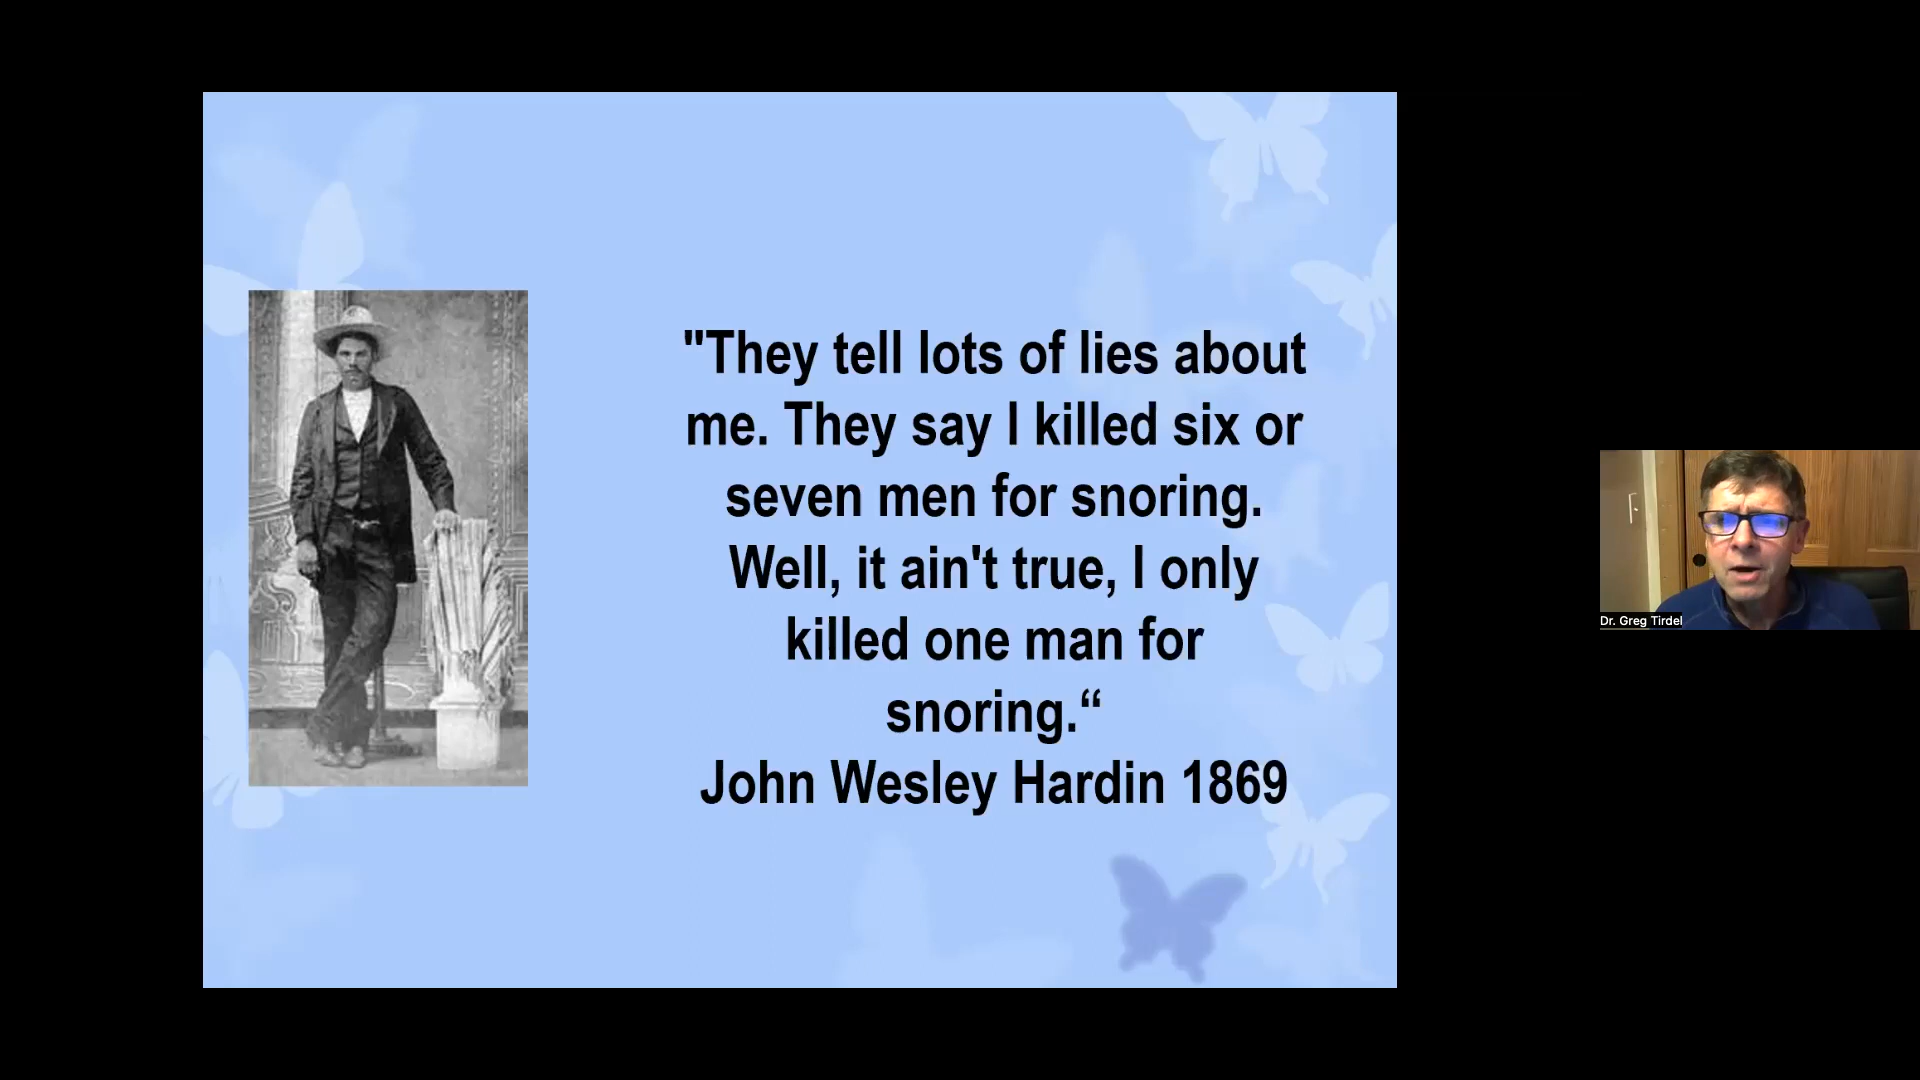 "They tell lots of lies about
me. They say I killed six or
seven men for snoring.
Well, it ain't true, I only
killed one man for
snoring.“
John Wesley Hardin 1869
Dr. Greg Tirdel